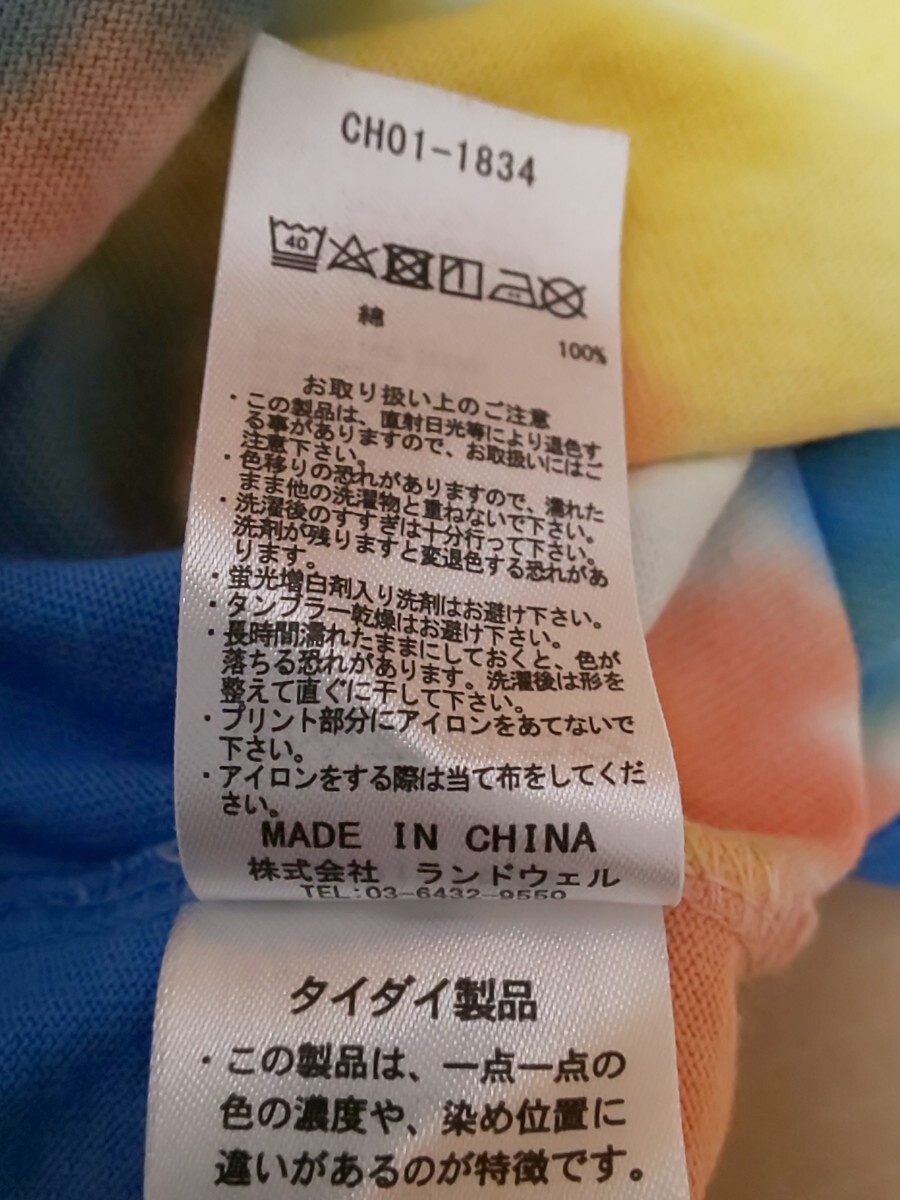 CH01-1834
40
綿
100%
お取り扱い上のご注意
・この製品は、直射日光等により退色す
る事がありますので、お取扱いにはご
注意下さい。
・色移りの恐れがありますので、濡れた
まま他の洗濯物と重ねないで下さい。
・洗濯後のすすぎは十分行って下さい。
洗剤が残りますと変退色する恐れがあ
ります。
・蛍光増白剤入り洗剤はお避け下さい。
・タンブラー乾燥はお避け下さい。
・長時間濡れたままにしておくと、色が
落ちる恐れがあります。洗濯後は形を
整えて直ぐに干して下さい。
・プリント部分にアイロンをあてないで
下さい。
・アイロンをする際は当て布をしてくだ
さい。
MADE IN CHINA
株式会社 ランドウェル
TEL:03-6432-9550
タイダイ製品
・この製品は、一点一点の
色の濃度や、染め位置に
違いがあるのが特徴です。